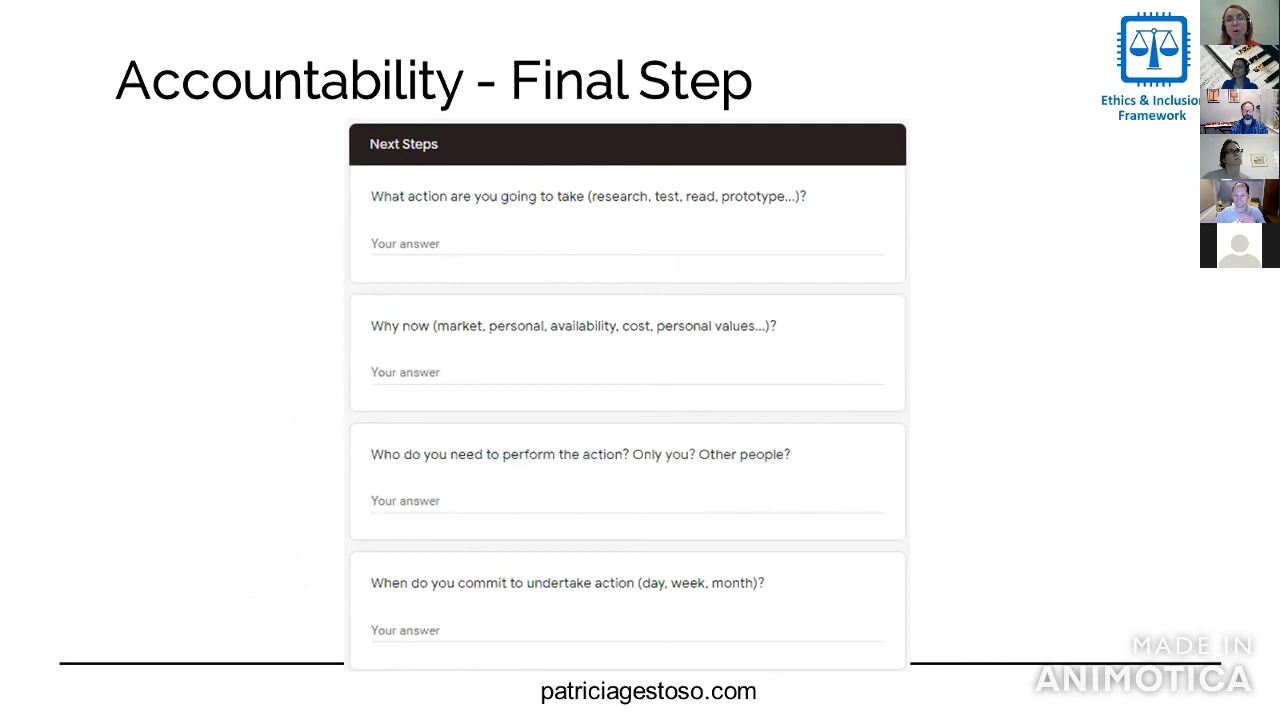 Accountability - Final Step
Ethics & Inclusio
Framework
Next Steps
What action are you going to take (research, test, read, prototype...)?
Your answer
Why now (market, personal, availability, cost, personal values...)?
Your answer
Who do you need to perform the action? Only you? Other people?
Your answer
When do you commit to undertake action (day, week, month)?
Your answer
patriciagestoso.com
MADE IN
ANIMOTICA